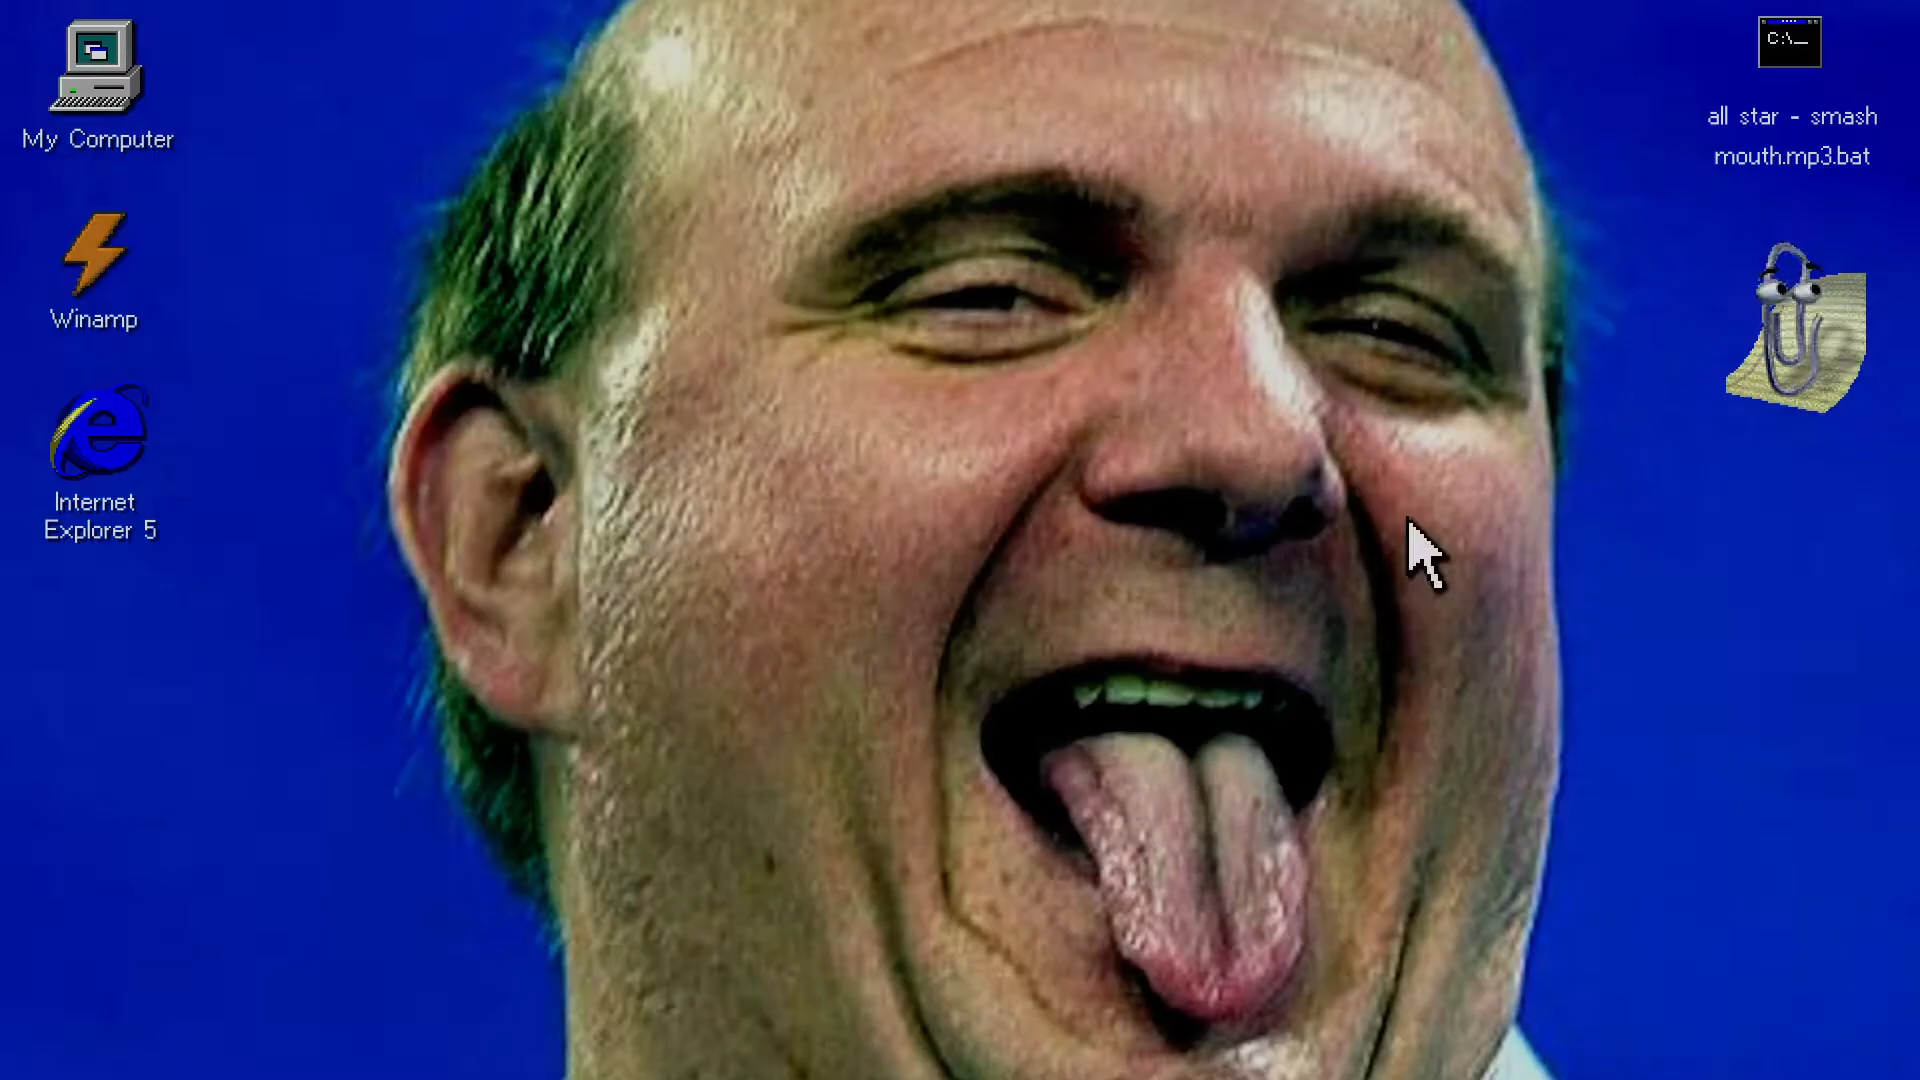 My Computer
Winamp
Internet
Explorer 5
C:\_
all star - smash
mouth.mp3.bat